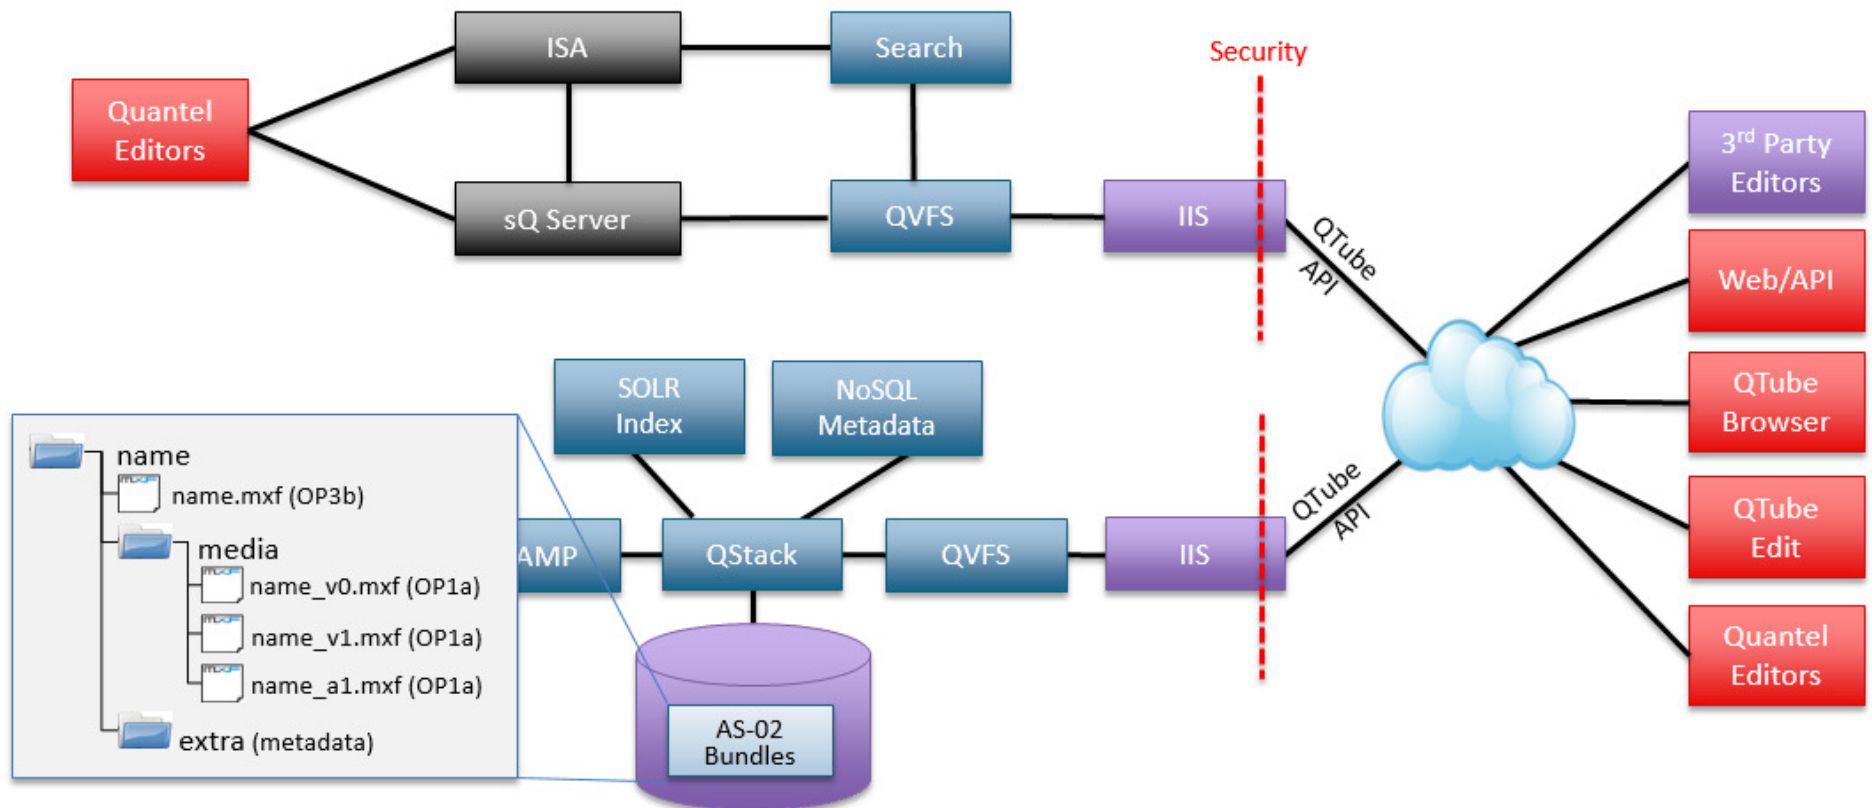 ISA
Search
Security
Quantel
Editors
3rd Party
Editors
sQ Server
QVFS
IIS
QTube
API
Web/API
SOLR
Index
NoSQL
Metadata
QTube
Browser
name
name.mxf (OP3b)
media
name_v0.mxf (OP1a)
name_v1.mxf (OP1a)
name_a1.mxf (OP1a)
extra (metadata)
AMP
QStack
QVFS
IIS
QTube
API
QTube
Edit
Quantel
Editors
AS-02
Bundles